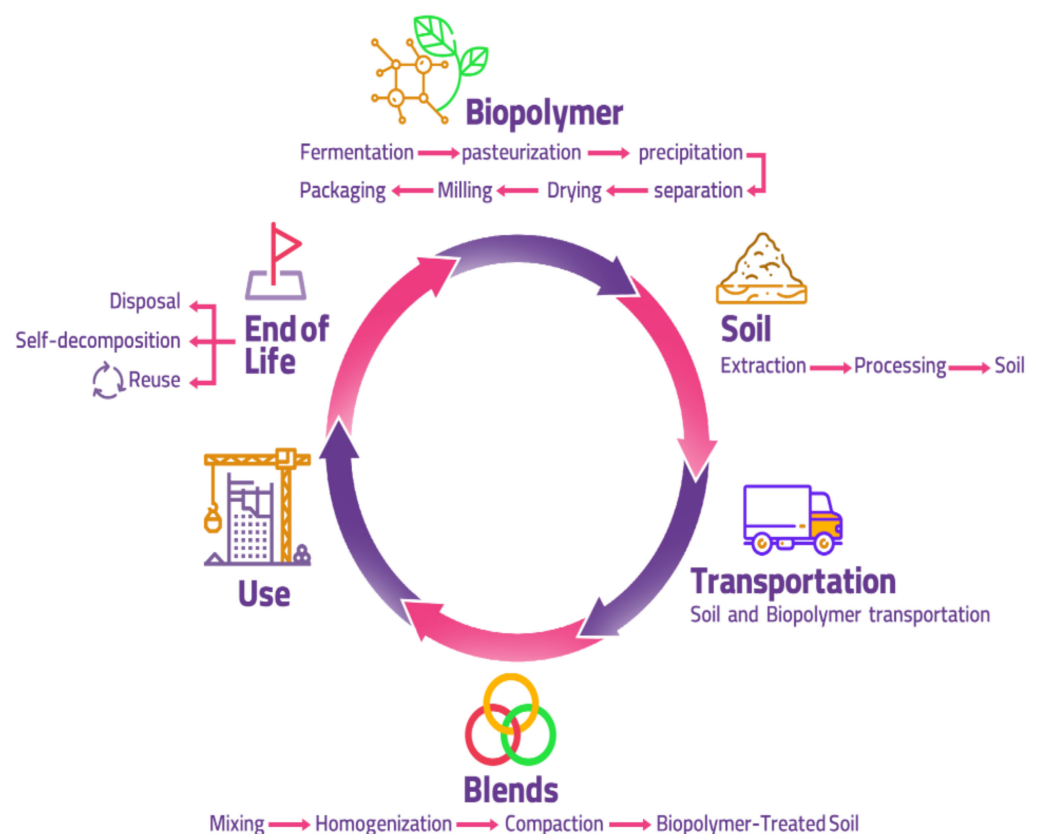 Biopolymer
Fermentation pasteurization precipitation
Packaging Milling Drying separation
Soil
Extraction Processing Soil
Transportation
Soil and Biopolymer transportation
Blends
Mixing Homogenization Compaction Biopolymer-Treated Soil
Use
End of
Life
Disposal
Self-decomposition
Reuse